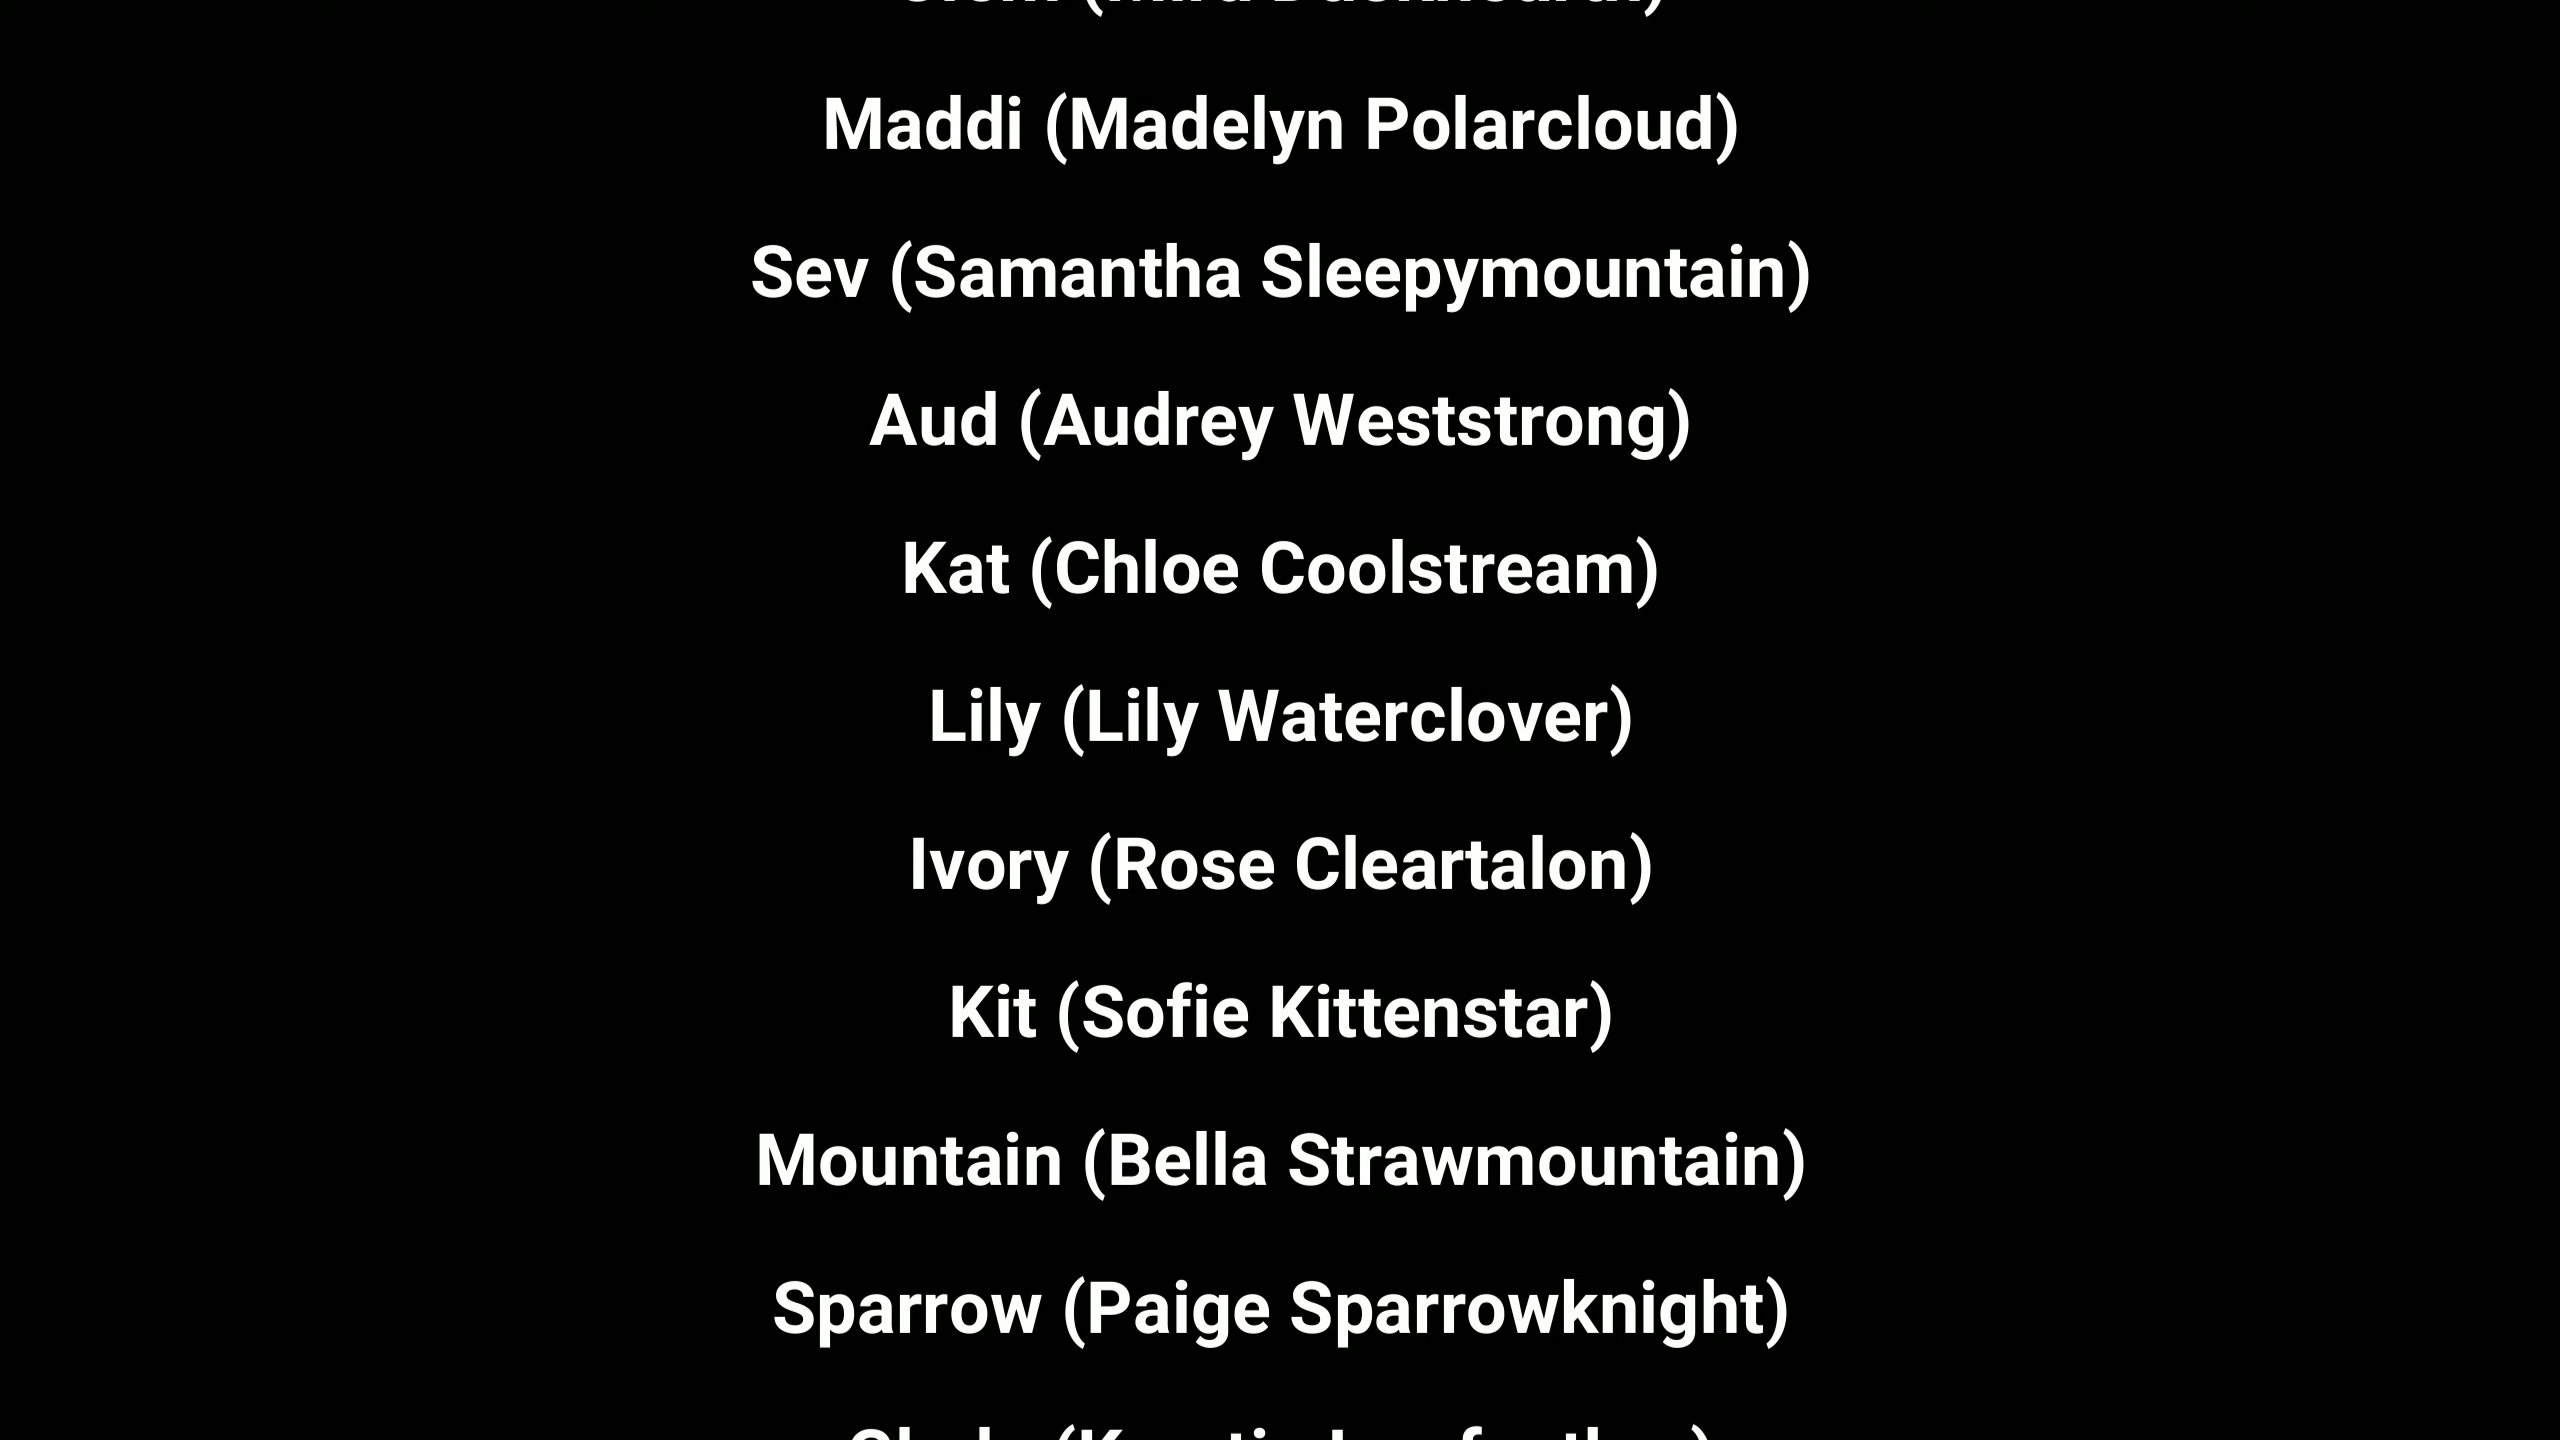 Maddi (Madelyn Polarcloud)
Sev (Samantha Sleepymountain)
Aud (Audrey Weststrong)
Kat (Chloe Coolstream)
Lily (Lily Waterclover)
Ivory (Rose Cleartalon)
Kit (Sofie Kittenstar)
Mountain (Bella Strawmountain)
Sparrow (Paige Sparrowknight)